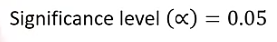 Significance level (∝) = 0.05